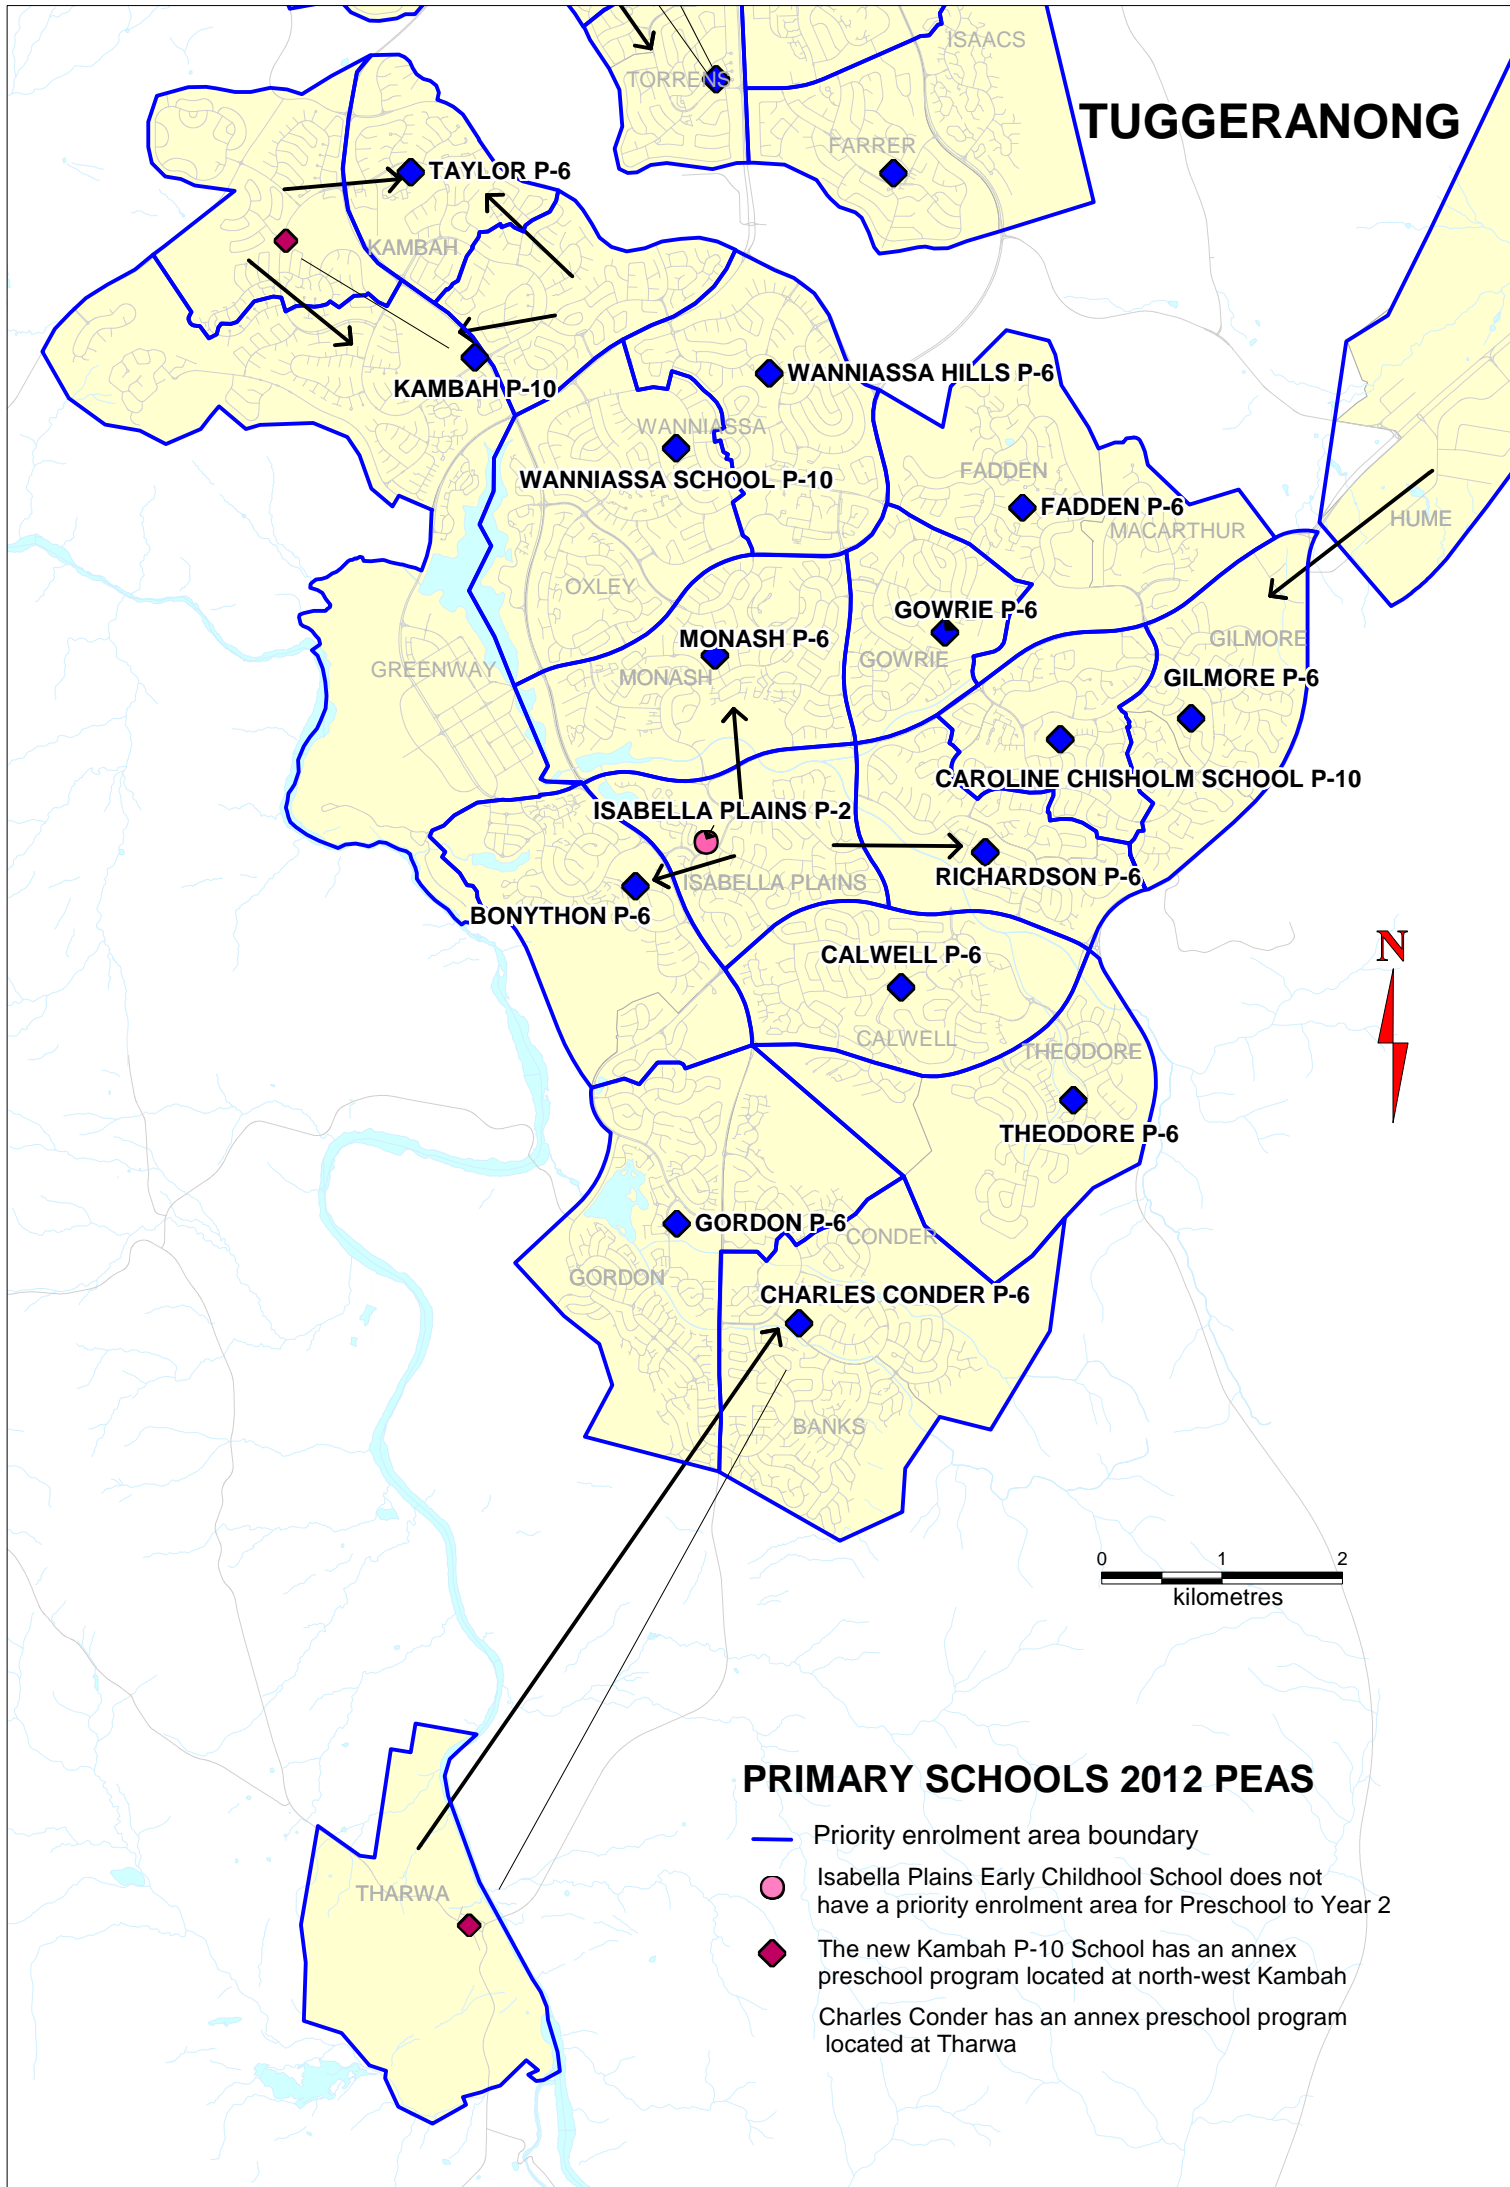 ISAACS
TORRENS
TUGGERANONG
FARRER
TAYLOR P-6
KAMBAH
KAMBAH P-10
WANNIASSA HILLS P-6
WANNIASSA
WANNIASSA SCHOOL P-10
FADDEN
FADDEN P-6
MACARTHUR
HUME
OXLEY
GOWRIE P-6
GILMORE
MONASH P-6
GOWRIE
GREENWAY
MONASH
GILMORE P-6
CAROLINE CHISHOLM SCHOOL P-10
ISABELLA PLAINS P-2
RICHARDSON P-6
ISABELLA PLAINS
BONYTHON P-6
N
CALWELL P-6
CALWELL
THEODORE
THEODORE P-6
GORDON P-6
CONDER
GORDON
CHARLES CONDER P-6
BANKS
0 1 2
kilometres
PRIMARY SCHOOLS 2012 PEAS
Priority enrolment area boundary
Isabella Plains Early Childhool School does not
have a priority enrolment area for Preschool to Year 2
THARWA
The new Kambah P-10 School has an annex
preschool program located at north-west Kambah
Charles Conder has an annex preschool program
located at Tharwa